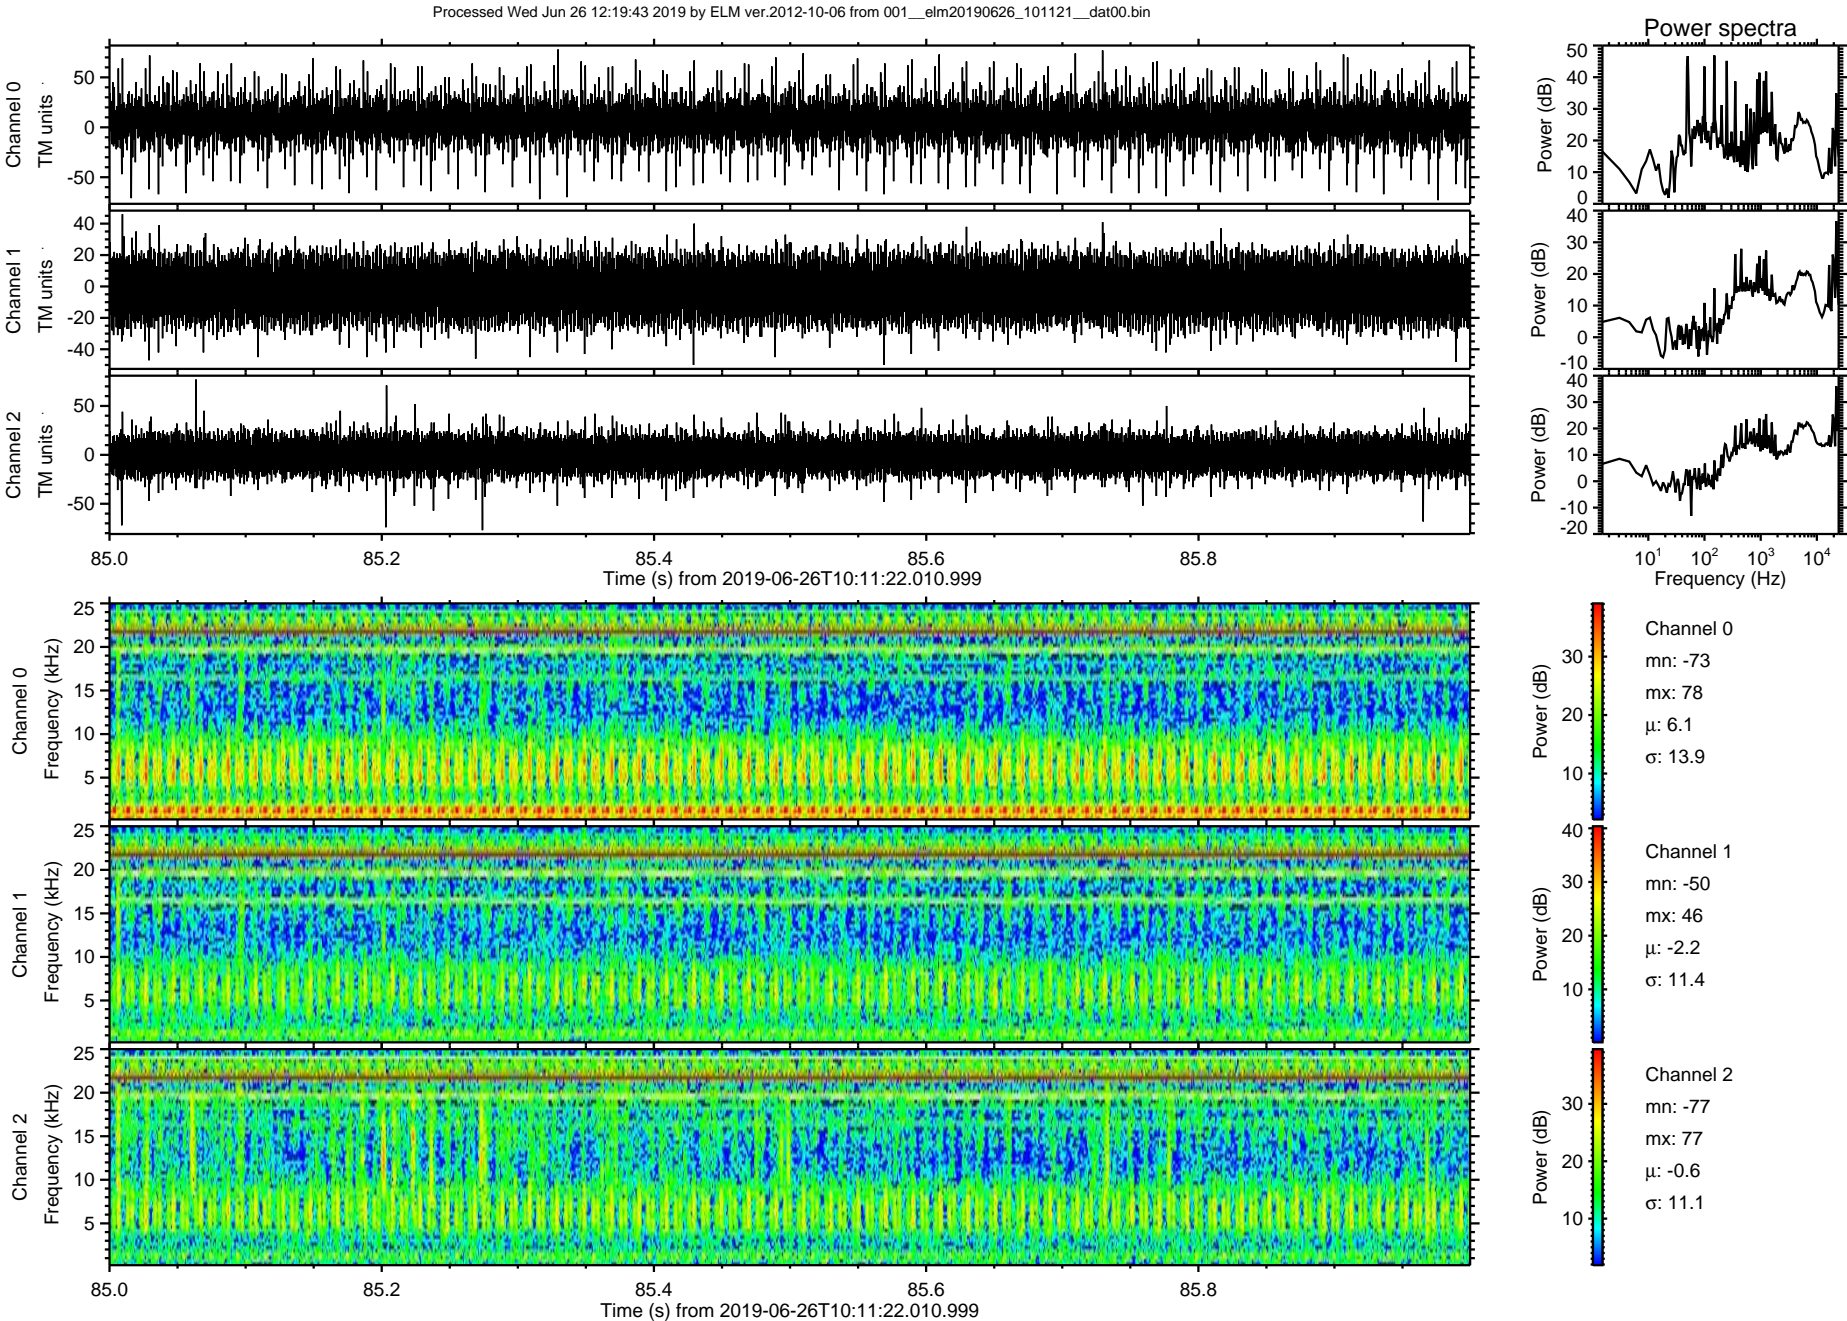 Processed Wed Jun 26 12:19:43 2019 by ELM ver.2012-10-06 from 001__elm20190626_101121__dat00.bin
Power spectra
Channel 0
TM units
50
0
-50
Power (dB)
50
40
30
20
10
0
Channel 1
TM units
40
20
0
-20
-40
Power (dB)
40
30
20
10
0
-10
Channel 2
TM units
50
0
-50
Power (dB)
40
30
20
10
0
-10
-20
85.0 85.2 85.4 85.6 85.8
Time (s) from 2019-06-26T10:11:22.010.999
10^1 10^2 10^3 10^4
Frequency (Hz)
Channel 0
Frequency (kHz)
25
20
15
10
5
Power (dB)
30
20
10
Channel 0
mn: -73
mx: 78
μ: 6.1
σ: 13.9
Channel 1
Frequency (kHz)
25
20
15
10
5
Power (dB)
40
30
20
10
Channel 1
mn: -50
mx: 46
μ: -2.2
σ: 11.4
Channel 2
Frequency (kHz)
25
20
15
10
5
Power (dB)
30
20
10
Channel 2
mn: -77
mx: 77
μ: -0.6
σ: 11.1
85.0 85.2 85.4 85.6 85.8
Time (s) from 2019-06-26T10:11:22.010.999